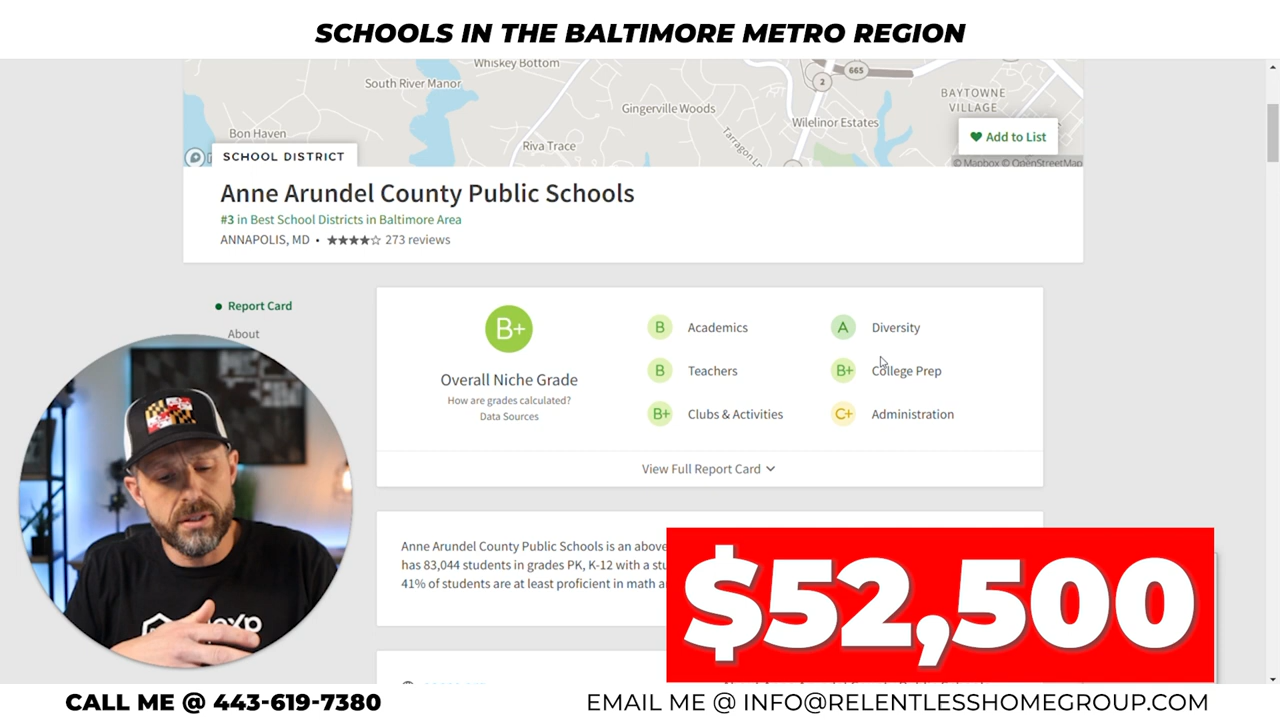 SCHOOLS IN THE BALTIMORE METRO REGION
Whiskey Bottom
665
South River Manor
2
BAYTOWNE
VILLAGE
Gingerville Woods
Wilelinor Estates
Bon Haven
Add to List
Riva Trace
Tarragon Ln
© Mapbox © OpenStreetMap
SCHOOL DISTRICT
Anne Arundel County Public Schools
#3 in Best School Districts in Baltimore Area
ANNAPOLIS, MD • ★★★★☆ 273 reviews
Report Card
About
B+
Overall Niche Grade
How are grades calculated?
Data Sources
B Academics
A Diversity
B Teachers
B+ College Prep
B+ Clubs & Activities
C+ Administration
View Full Report Card
Anne Arundel County Public Schools is an above
has 83,044 students in grades PK, K-12 with a stu
41% of students are at least proficient in math a
$52,500
CALL ME @ 443-619-7380
EMAIL ME @ INFO@RELENTLESSHOMEGROUP.COM